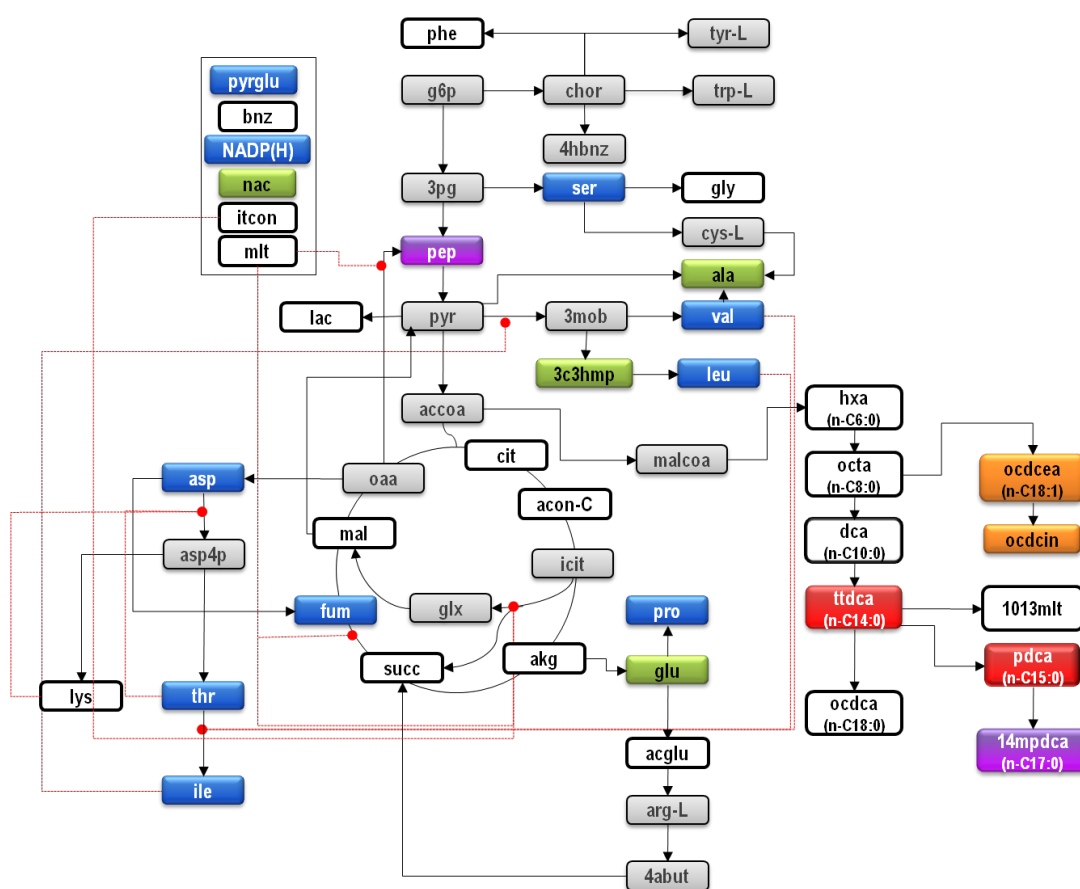 phe
tyr-L
pyrglu
bnz
NADP(H)
nac
itcon
mlt
g6p
chor
trp-L
4hbnz
3pg
ser
gly
cys-L
pep
ala
lac
pyr
3mob
val
3c3hmp
leu
accoa
hxa
(n-C6:0)
cit
malcoa
octa
(n-C8:0)
ocdcea
(n-C18:1)
asp
oaa
acon-C
mal
dca
(n-C10:0)
ocdcin
asp4p
icit
fum
glx
pro
ttdca
(n-C14:0)
1013mlt
succ
akg
glu
pdca
(n-C15:0)
lys
thr
ocdca
(n-C18:0)
acglu
14mpdca
(n-C17:0)
ile
arg-L
4abut